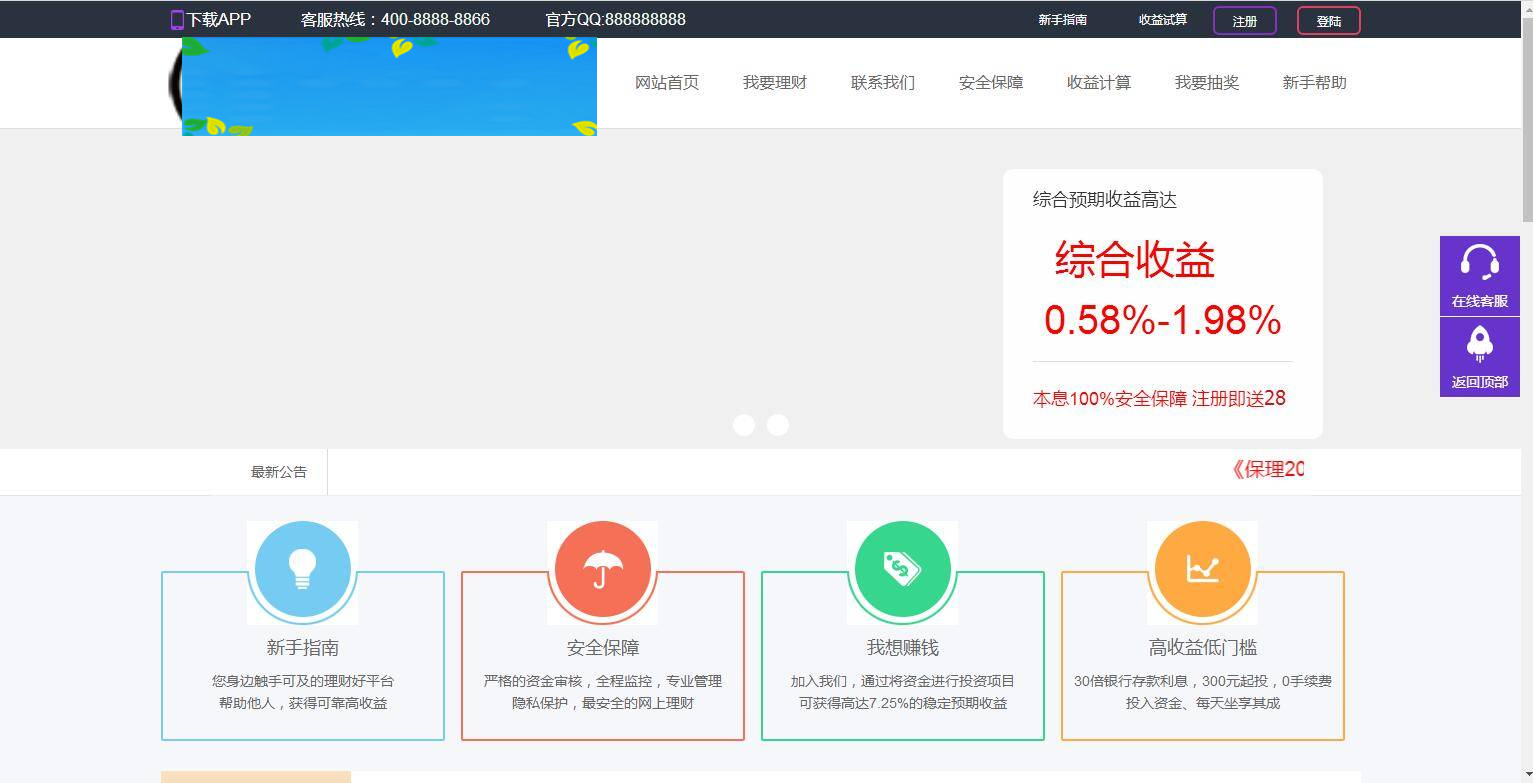 下载APP
客服热线：400-8888-8866
官方QQ:888888888
新手指南
收益试算
注册
登陆
网站首页
我要理财
联系我们
安全保障
收益计算
我要抽奖
新手帮助
综合预期收益高达
综合收益
0.58%-1.98%
本息100%安全保障 注册即送28
在线客服
返回顶部
最新公告
《保理20
新手指南
您身边触手可及的理财好平台
帮助他人，获得可靠高收益
安全保障
严格的资金审核，全程监控，专业管理
隐私保护，最安全的网上理财
我想赚钱
加入我们，通过将资金进行投资项目
可获得高达7.25%的稳定预期收益
高收益低门槛
30倍银行存款利息，300元起投，0手续费
投入资金、每天坐享其成